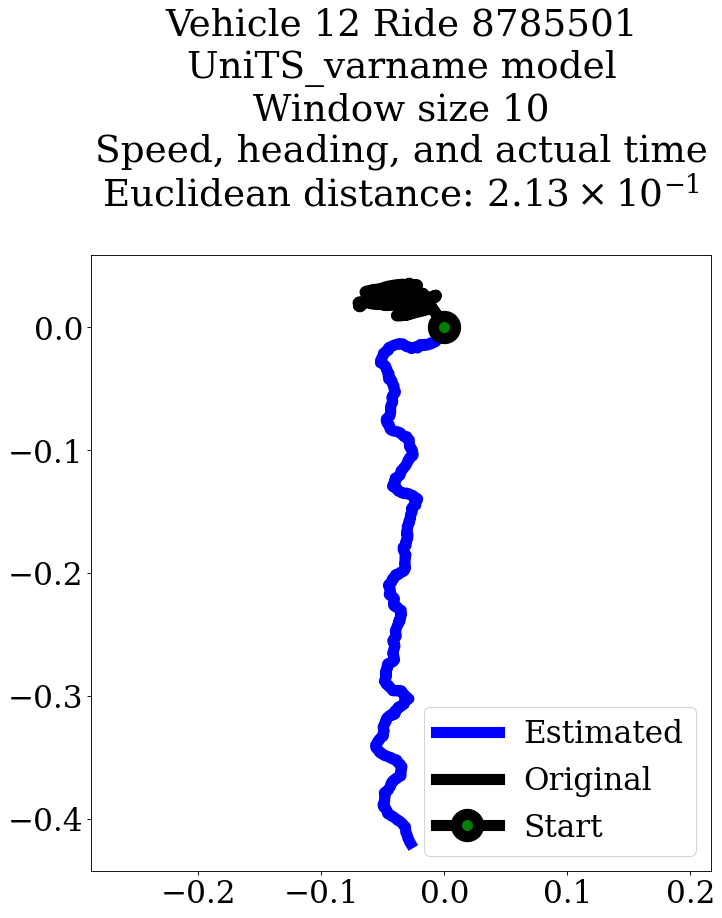 Vehicle 12 Ride 8785501
UniTS_varname model
Window size 10
Speed, heading, and actual time
Euclidean distance: 2.13 × 10⁻¹
0.0
−0.1
−0.2
−0.3
−0.4
Estimated
Original
Start
−0.2 −0.1 0.0 0.1 0.2